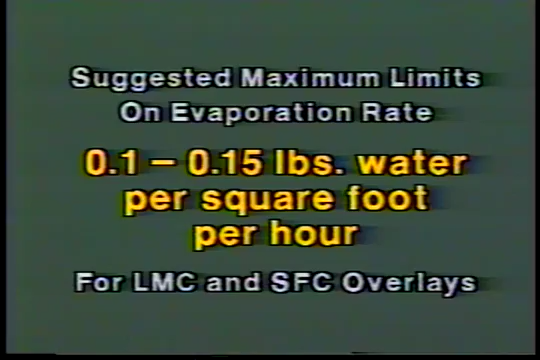 Suggested Maximum Limits
On Evaporation Rate
0.1 – 0.15 lbs. water
per square foot
per hour
For LMC and SFC Overlays